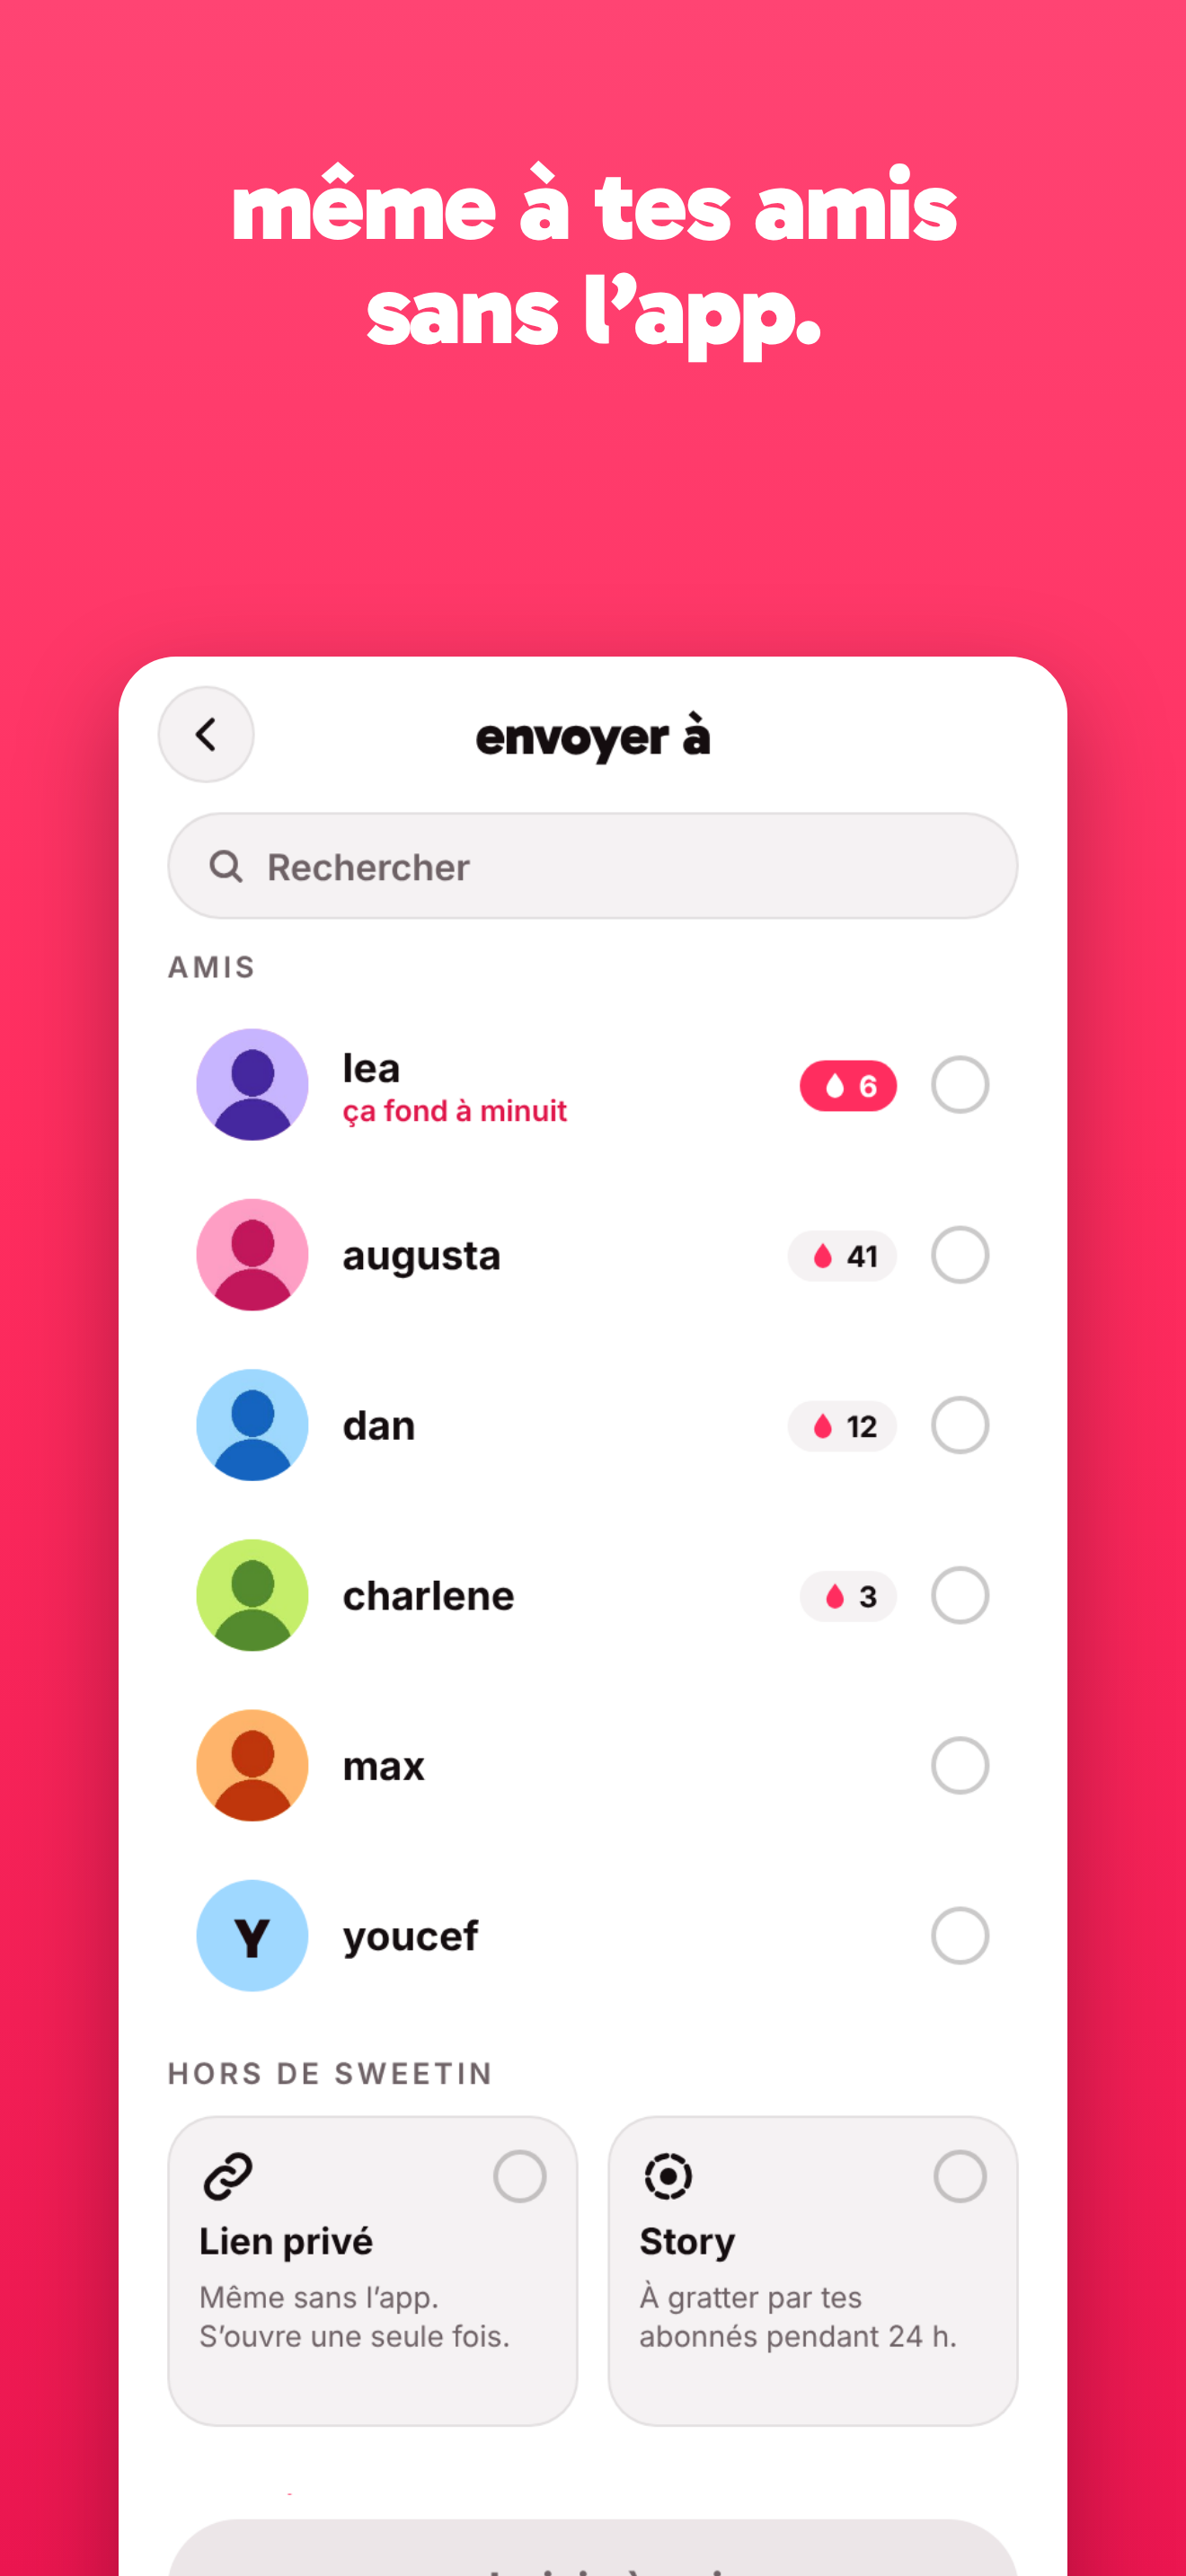 même à tes amis
sans l’app.
envoyer à
Rechercher
AMIS
lea
ça fond à minuit
6
augusta
41
dan
12
charlene
3
max
Y
youcef
HORS DE SWEETIN
Lien privé
Même sans l’app.
S’ouvre une seule fois.
Story
À gratter par tes
abonnés pendant 24 h.